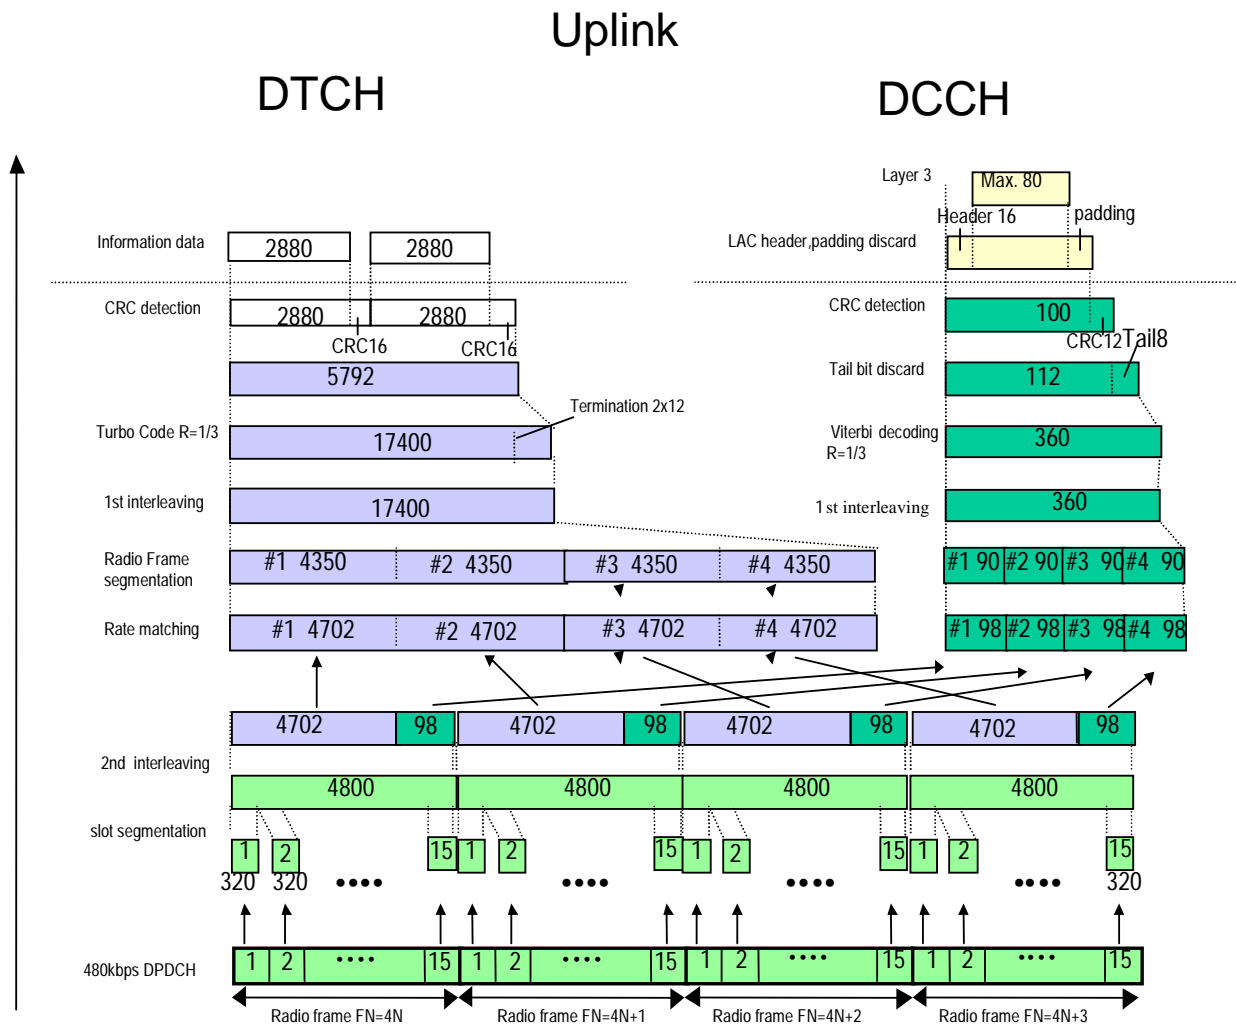 Uplink
DTCH
DCCH
Layer 3
Max. 80
Header 16
padding
Information data
2880
2880
LAC header,padding discard
CRC detection
2880
2880
CRC16
CRC16
CRC detection
100
CRC12
Tail8
5792
Tail bit discard
112
Termination 2x12
Turbo Code R=1/3
17400
Viterbi decoding
R=1/3
360
1st interleaving
17400
1 st interleaving
360
Radio Frame
segmentation
#1 4350
#2 4350
#3 4350
#4 4350
#1 90
#2 90
#3 90
#4 90
Rate matching
#1 4702
#2 4702
#3 4702
#4 4702
#1 98
#2 98
#3 98
#4 98
4702
98
4702
98
4702
98
4702
98
2nd interleaving
4800
4800
4800
4800
slot segmentation
1
2
15
1
2
15
1
2
15
1
2
15
320
320
••••
••••
••••
••••
320
480kbps DPDCH
1
2
••••
15
1
2
••••
15
1
2
••••
15
1
2
••••
15
Radio frame FN=4N
Radio frame FN=4N+1
Radio frame FN=4N+2
Radio frame FN=4N+3